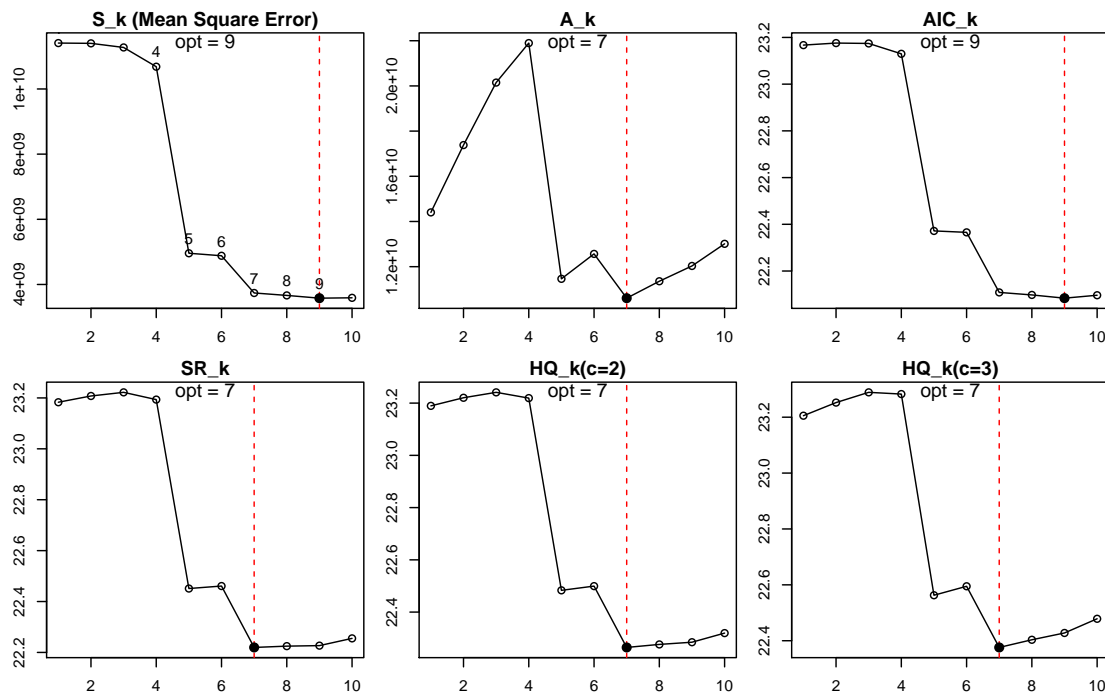 S_k (Mean Square Error)
opt = 9
4
5
6
7
8
9
1e+10
8e+09
6e+09
4e+09
2 4 6 8 10
A_k
opt = 7
2.0e+10
1.6e+10
1.2e+10
2 4 6 8 10
AIC_k
opt = 9
23.2
23.0
22.8
22.6
22.4
22.2
2 4 6 8 10
SR_k
opt = 7
23.2
23.0
22.8
22.6
22.4
22.2
2 4 6 8 10
HQ_k(c=2)
opt = 7
23.2
23.0
22.8
22.6
22.4
2 4 6 8 10
HQ_k(c=3)
opt = 7
23.2
23.0
22.8
22.6
22.4
2 4 6 8 10